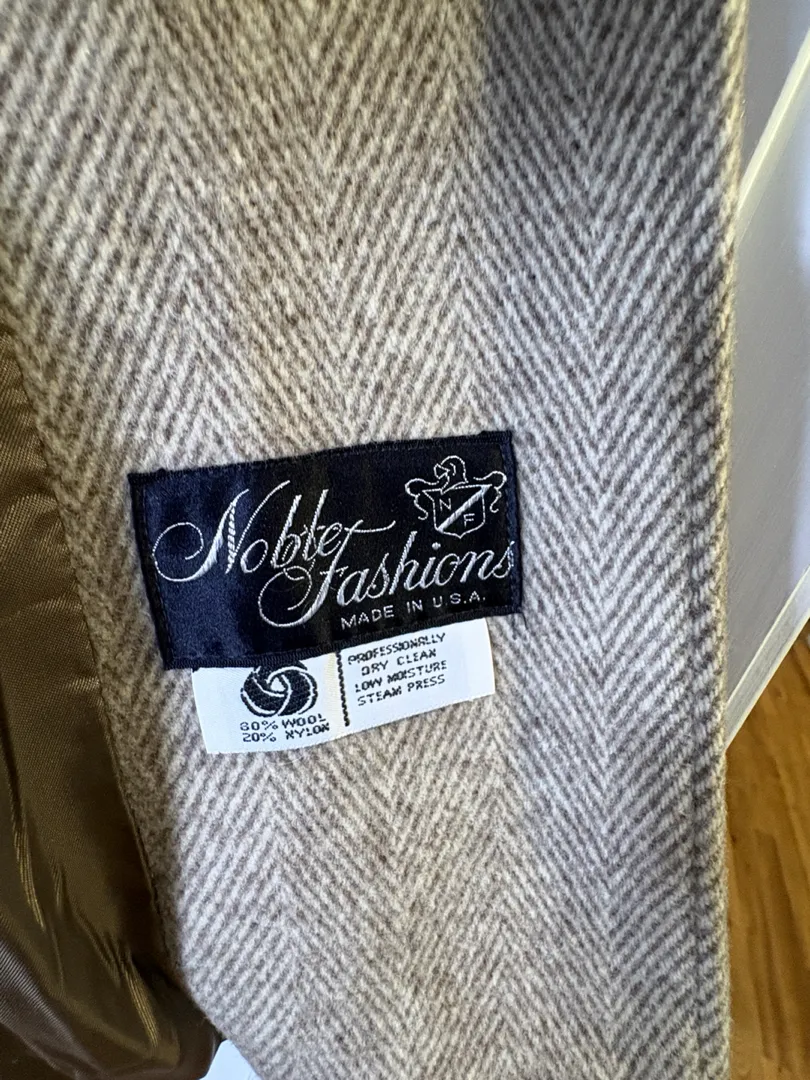 Noble
Fashions
N
F
MADE IN U.S.A.
PROFESSIONALLY
DRY CLEAN
LOW MOISTURE
STEAM PRESS
80% WOOL
20% NYLON